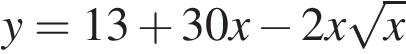 y = 13 + 30x − 2x√x